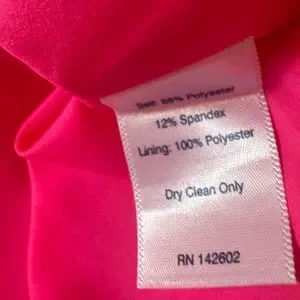 Self: 88% Polyester
12% Spandex
Lining: 100% Polyester
Dry Clean Only
RN 142602